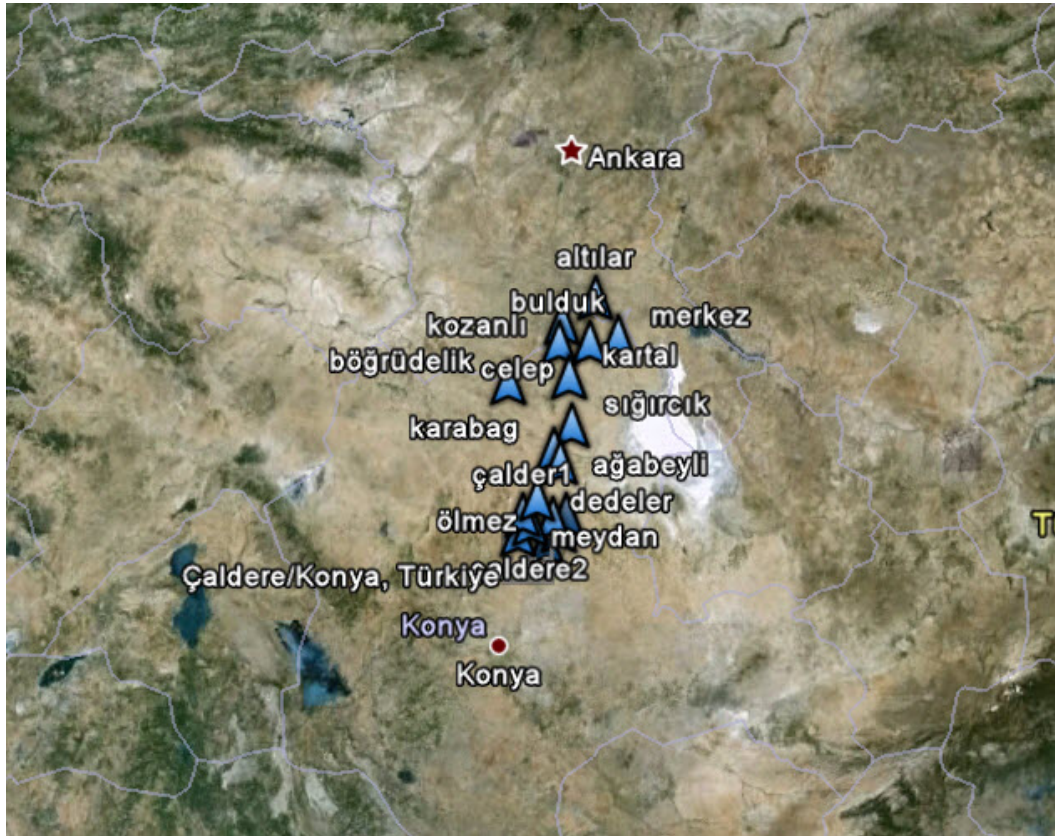 Ankara
altılar
bulduk
merkez
kozanlı
kartal
böğrüdelik
celep
sığırcık
karabag
ağabeyli
çalder1
dedeler
ölmez
meydan
çaldere2
Çaldere/Konya, Türkiye
Konya
Konya